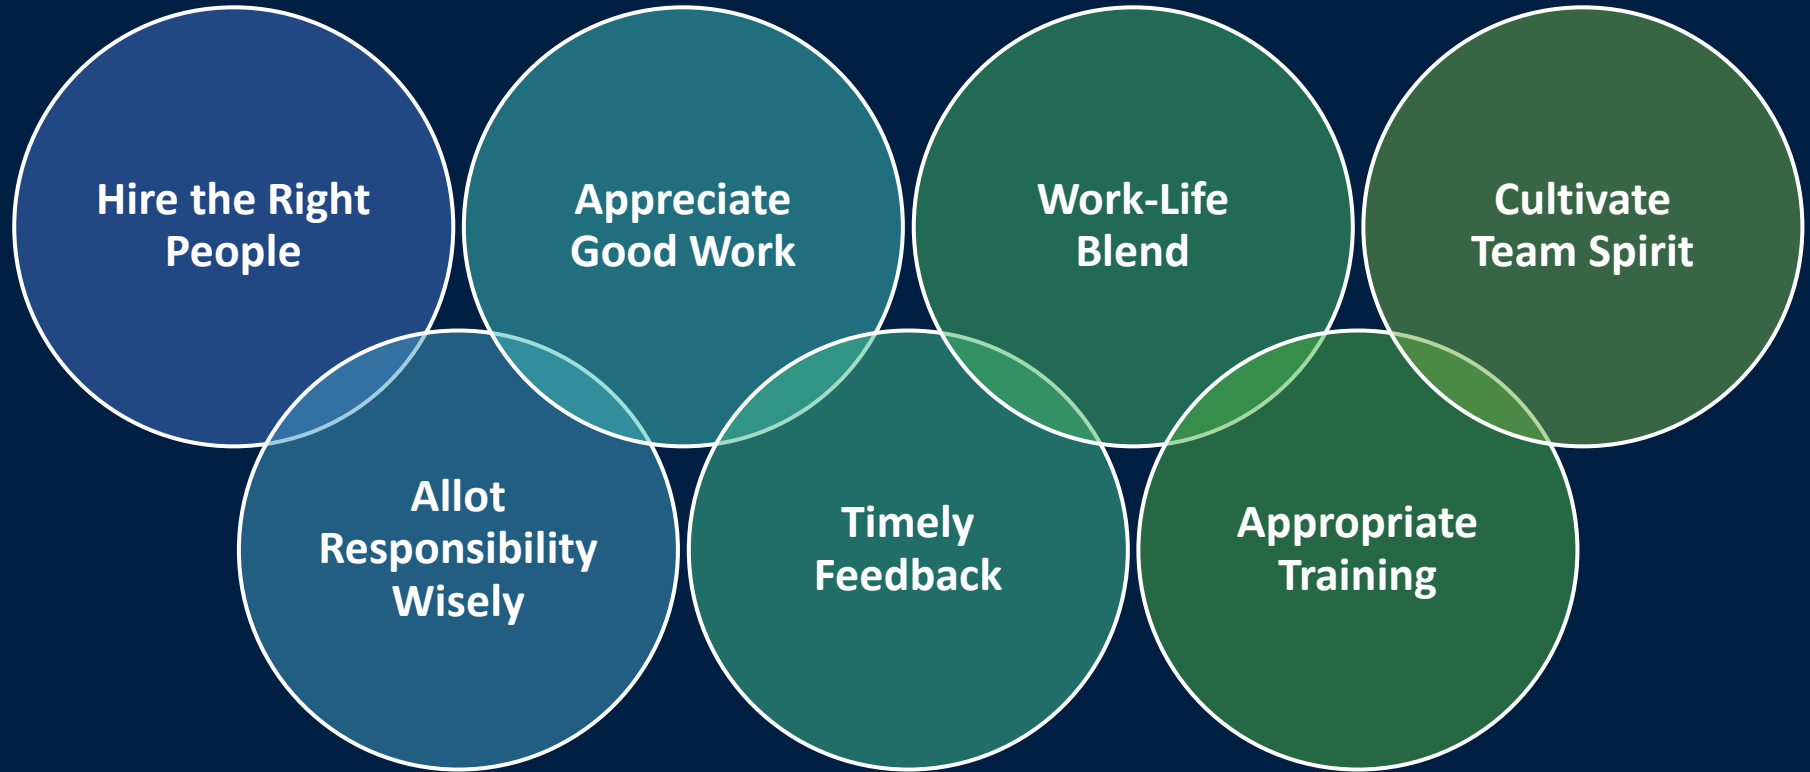 Hire the Right
People
Appreciate
Good Work
Work-Life
Blend
Cultivate
Team Spirit
Allot
Responsibility
Wisely
Timely
Feedback
Appropriate
Training